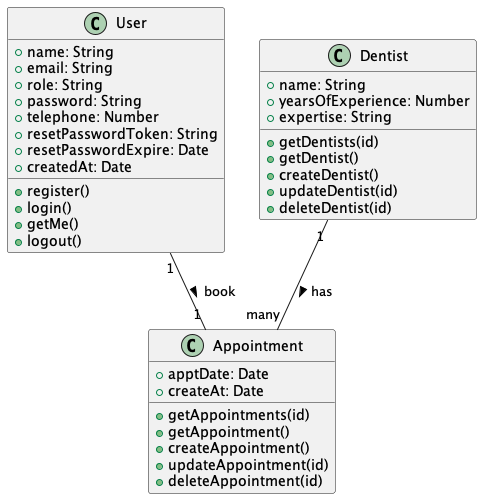 C User
name: String
email: String
role: String
password: String
telephone: Number
resetPasswordToken: String
resetPasswordExpire: Date
createdAt: Date
register()
login()
getMe()
logout()
C Dentist
name: String
yearsOfExperience: Number
expertise: String
getDentists(id)
getDentist()
createDentist()
updateDentist(id)
deleteDentist(id)
1
book
1
1
has
many
C Appointment
apptDate: Date
createAt: Date
getAppointments(id)
getAppointment()
createAppointment()
updateAppointment(id)
deleteAppointment(id)